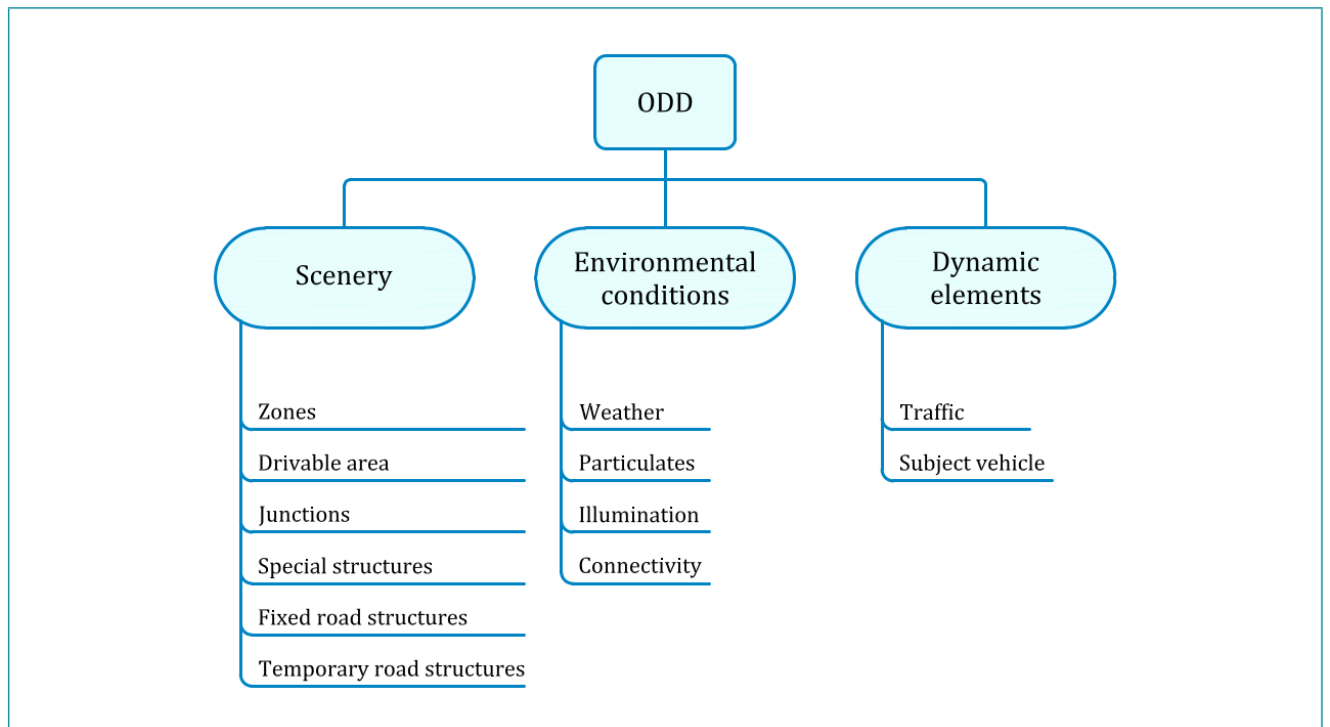 ODD
Scenery
Environmental
conditions
Dynamic
elements
Zones
Drivable area
Junctions
Special structures
Fixed road structures
Temporary road structures
Weather
Particulates
Illumination
Connectivity
Traffic
Subject vehicle